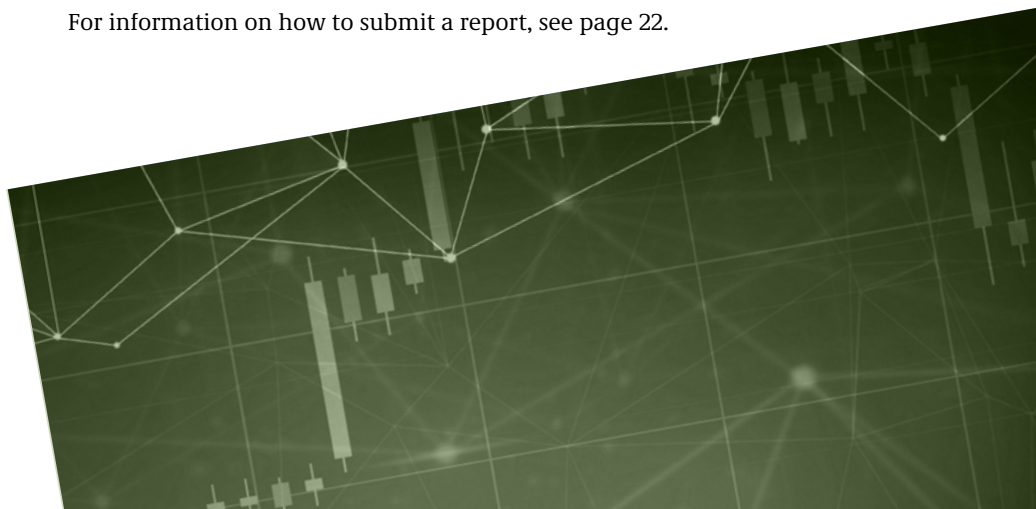 For information on how to submit a report, see page 22.